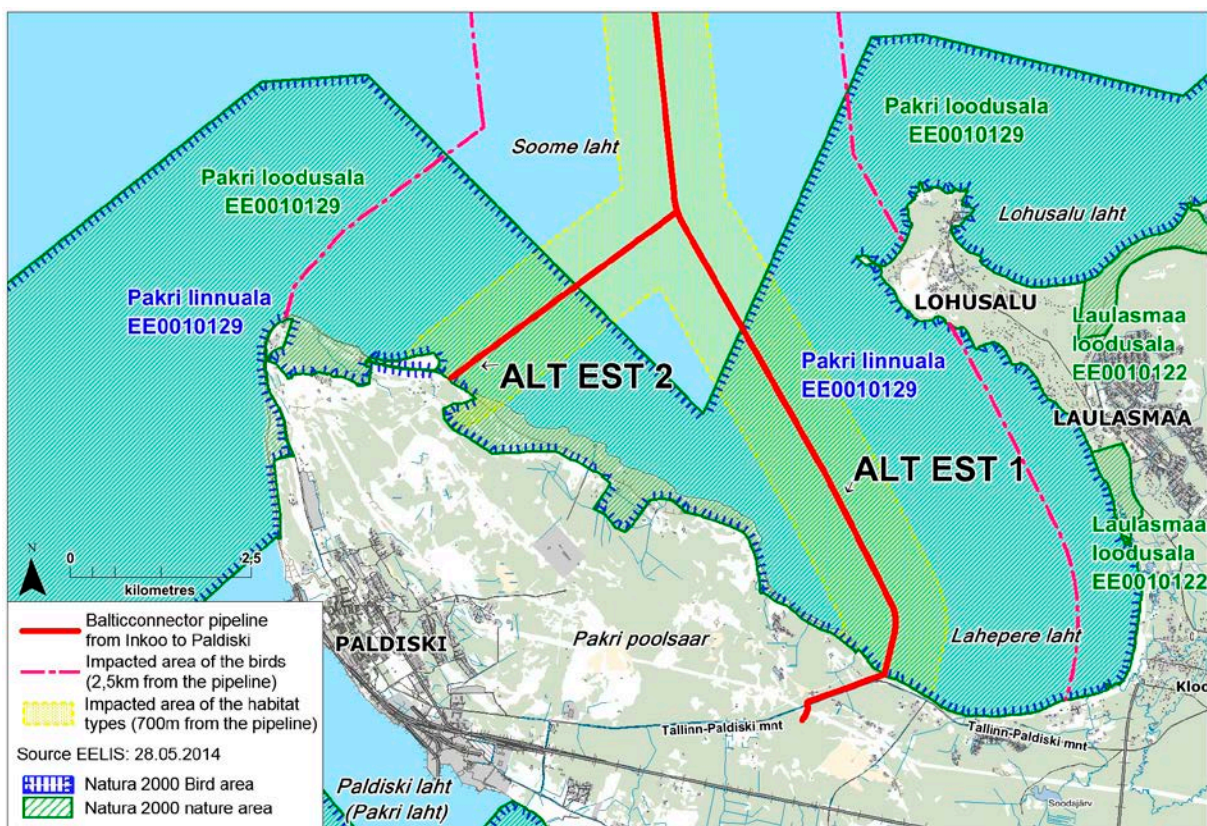 Soome laht
Pakri loodusala
EE0010129
Pakri loodusala
EE0010129
Lohusalu laht
Pakri linnuala
EE0010129
LOHUSALU
Laulasmaa
loodusala
EE0010122
Pakri linnuala
EE0010129
ALT EST 2
LAULASMAA
ALT EST 1
Laulasmaa
loodusala
EE0010122
N
0 2,5
kilometres
PALDISKI
Pakri poolsaar
Lahepere laht
Kloo
Tallinn-Paldiski mnt
Tallinn-Paldiski mnt
Paldiski laht
(Pakri laht)
Soodajärv
Balticconnector pipeline
from Inkoo to Paldiski
Impacted area of the birds
(2,5km from the pipeline)
Impacted area of the habitat
types (700m from the pipeline)
Source EELIS: 28.05.2014
Natura 2000 Bird area
Natura 2000 nature area